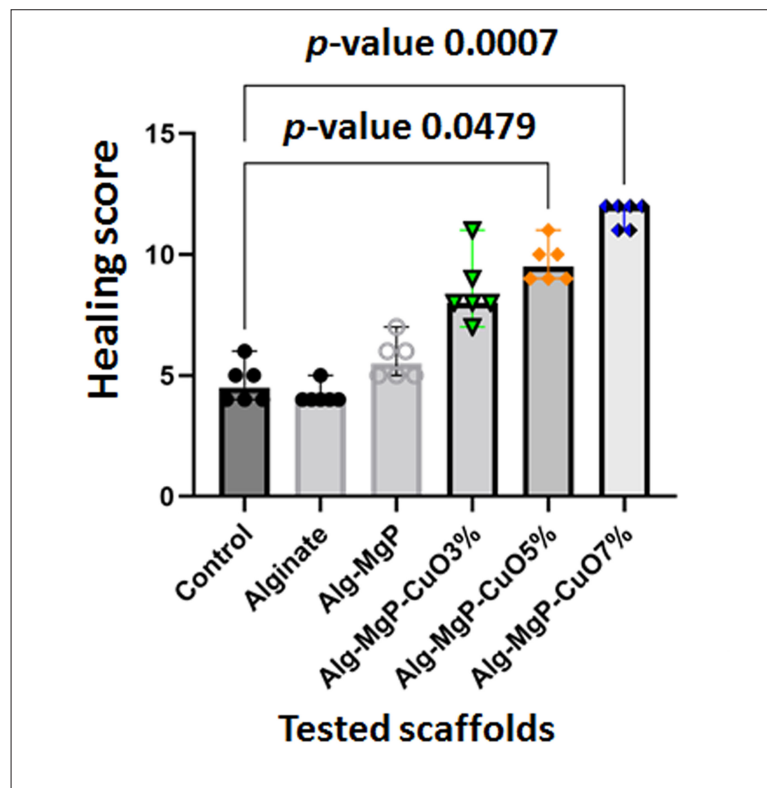 p-value 0.0007
p-value 0.0479
15
10
5
0
Healing score
Control
Alginate
Alg-MgP
Alg-MgP-CuO3%
Alg-MgP-CuO5%
Alg-MgP-CuO7%
Tested scaffolds